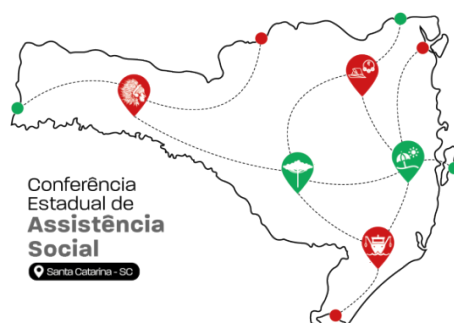 Conferência
Estadual de
Assistência
Social
Santa Catarina - SC